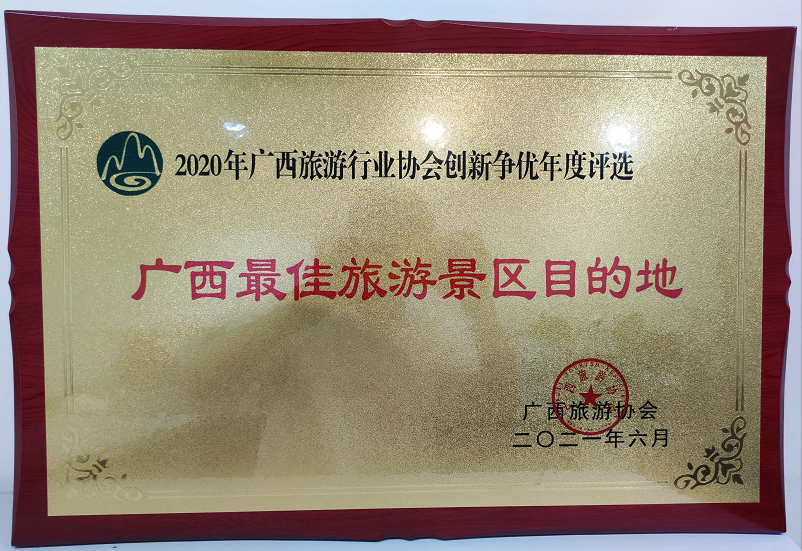 2020年广西旅游行业协会创新争优年度评选
广西最佳旅游景区目的地
广西旅游协会
二〇二一年六月